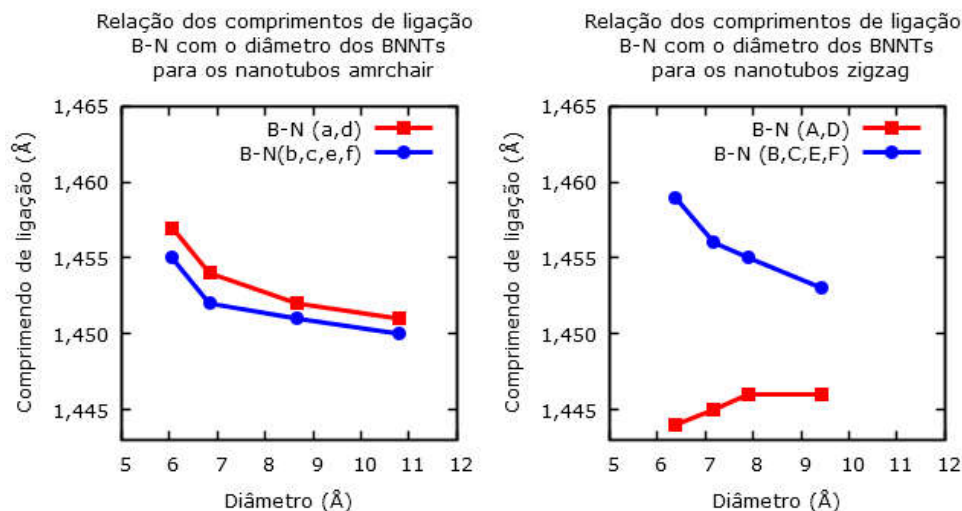 Relação dos comprimentos de ligação
B-N com o diâmetro dos BNNTs
para os nanotubos amrchair
1,465
1,460
1,455
1,450
1,445
Comprimendo de ligação (Å)
B-N (a,d)
B-N(b,c,e,f)
5 6 7 8 9 10 11 12
Diâmetro (Å)
Relação dos comprimentos de ligação
B-N com o diâmetro dos BNNTs
para os nanotubos zigzag
1,465
1,460
1,455
1,450
1,445
Comprimendo de ligação (Å)
B-N (A,D)
B-N (B,C,E,F)
5 6 7 8 9 10 11 12
Diâmetro (Å)